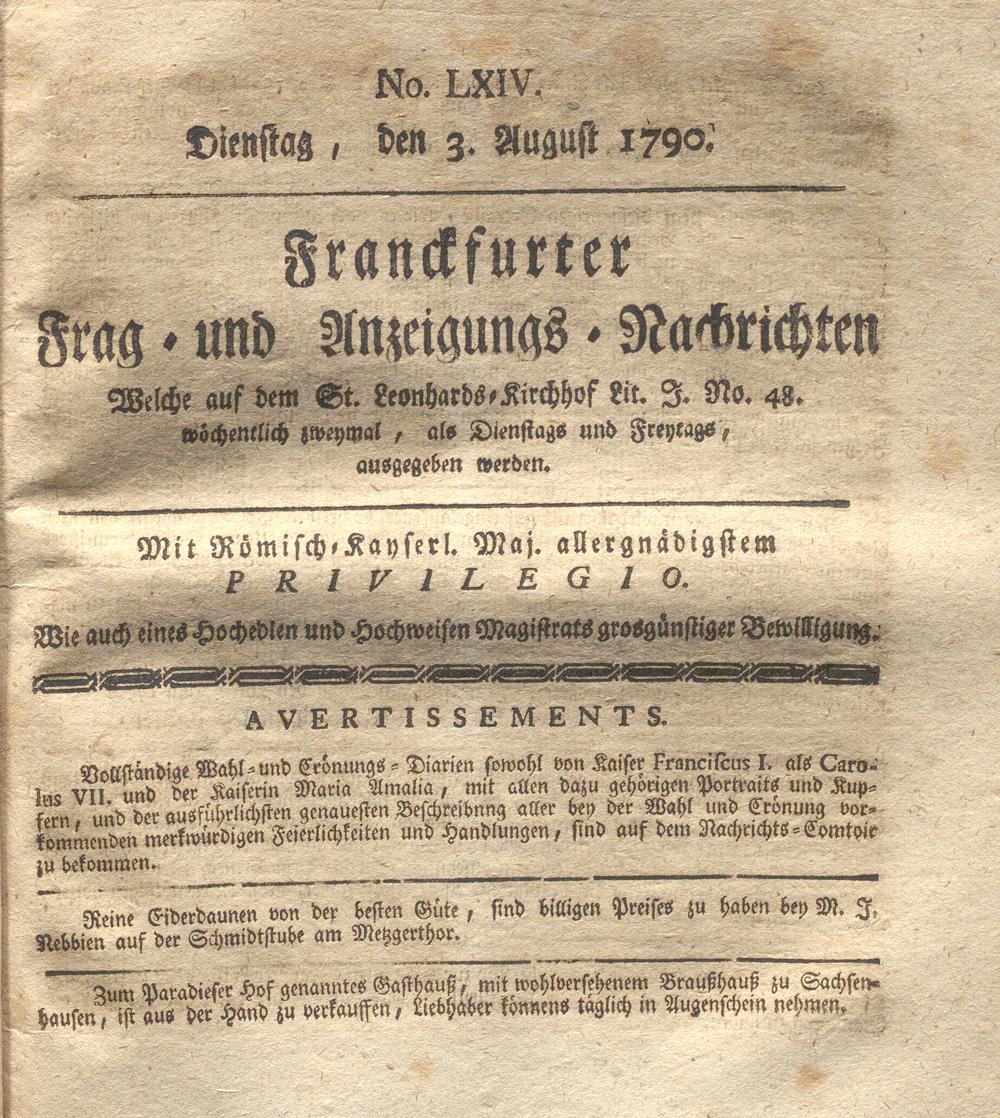 No. LXIV.
Dienstag, den 3. August 1790.
Franckfurter
Frag- und Anzeigungs-Nachrichten
Welche auf dem St. Leonhards-Kirchhof Lit. J. No. 48.
wöchentlich zweymal, als Dienstags und Freytags,
ausgegeben werden.
Mit Römisch-Kayserl. Maj. allergnädigstem
PRIVILEGIO.
Wie auch eines Hochedlen und Hochweisen Magistrats grosgünstiger Bewilligung.
AVERTISSEMENTS.
Vollständige Wahl- und Crönungs-Diarien sowohl von Kaiser Franciscus I. als Caro-
lus VII. und der Kaiserin Maria Amalia, mit allen dazu gehörigen Portraits und Kup-
fern, und der ausführlichsten genauesten Beschreibnng aller bey der Wahl und Crönung vor-
kommenden merkwürdigen Feierlichkeiten und Handlungen, sind auf dem Nachrichts-Comtoir
zu bekommen.
Reine Eiderdaunen von der besten Güte, sind billigen Preises zu haben bey M. J.
Nebbien auf der Schmidtstube am Metzgerthor.
Zum Paradieser Hof genanntes Gasthauß, mit wohlversehenem Braußhauß zu Sachsen-
hausen, ist aus der Hand zu verkauffen, Liebhaber könnens täglich in Augenschein nehmen.